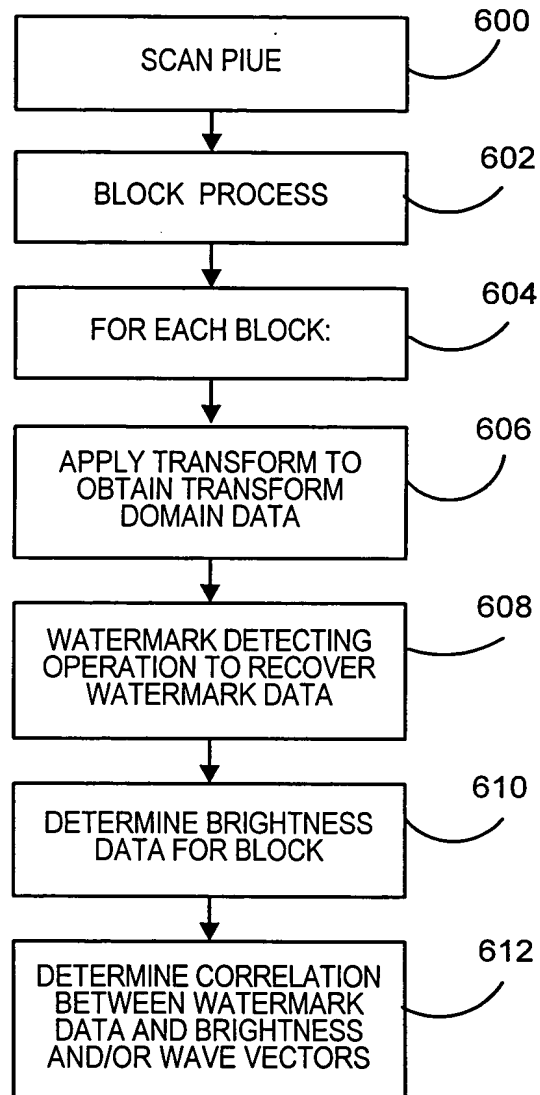 600
SCAN PIUE
602
BLOCK PROCESS
604
FOR EACH BLOCK:
606
APPLY TRANSFORM TO
OBTAIN TRANSFORM
DOMAIN DATA
608
WATERMARK DETECTING
OPERATION TO RECOVER
WATERMARK DATA
610
DETERMINE BRIGHTNESS
DATA FOR BLOCK
612
DETERMINE CORRELATION
BETWEEN WATERMARK
DATA AND BRIGHTNESS
AND/OR WAVE VECTORS